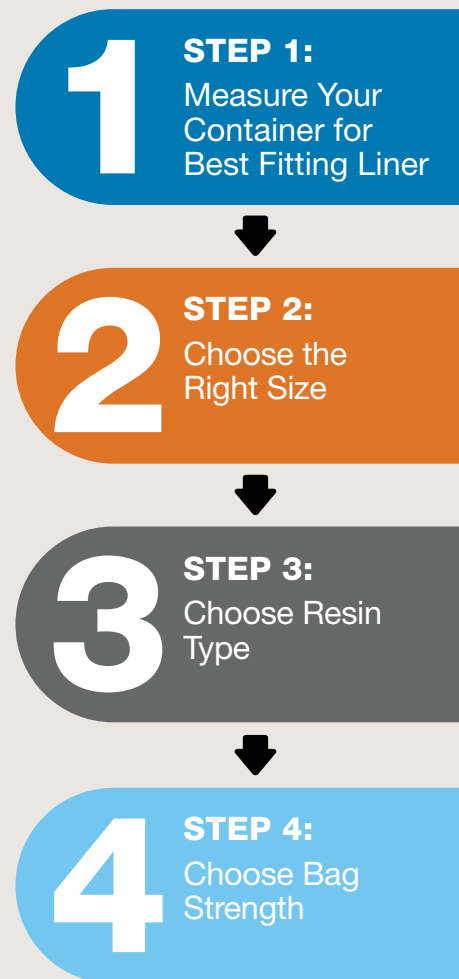 1
STEP 1:
Measure Your
Container for
Best Fitting Liner
2
STEP 2:
Choose the
Right Size
3
STEP 3:
Choose Resin
Type
4
STEP 4:
Choose Bag
Strength